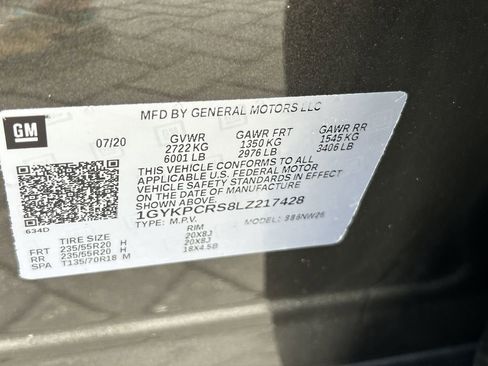 MFD BY GENERAL MOTORS LLC
GM
07/20 GVWR GAWR FRT GAWR RR
2722 KG 1350 KG 1545 KG
6001 LB 2976 LB 3406 LB
THIS VEHICLE CONFORMS TO ALL
APPLICABLE U.S. FEDERAL MOTOR
VEHICLE SAFETY STANDARDS IN EFFECT ON
THE DATE OF MANUFACTURE SHOWN ABOVE.
1GYKPCRS8LZ217428
TYPE: M.P.V. MODEL:
634D
TIRE SIZE RIM
FRT 235/55R20 H 20X8J
RR 235/55R20 H 20X8J
SPA T135/70R18 M 18X4.5B